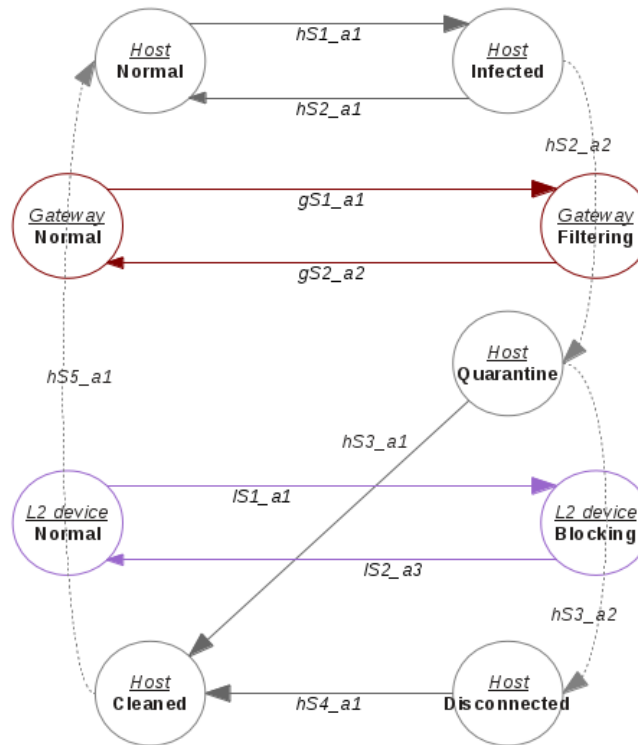 hS1_a1
Host
Normal
Host
Infected
hS2_a1
hS2_a2
gS1_a1
Gateway
Normal
Gateway
Filtering
gS2_a2
Host
Quarantine
hS5_a1
hS3_a1
lS1_a1
L2 device
Normal
L2 device
Blocking
lS2_a3
hS3_a2
Host
Cleaned
Host
Disconnected
hS4_a1